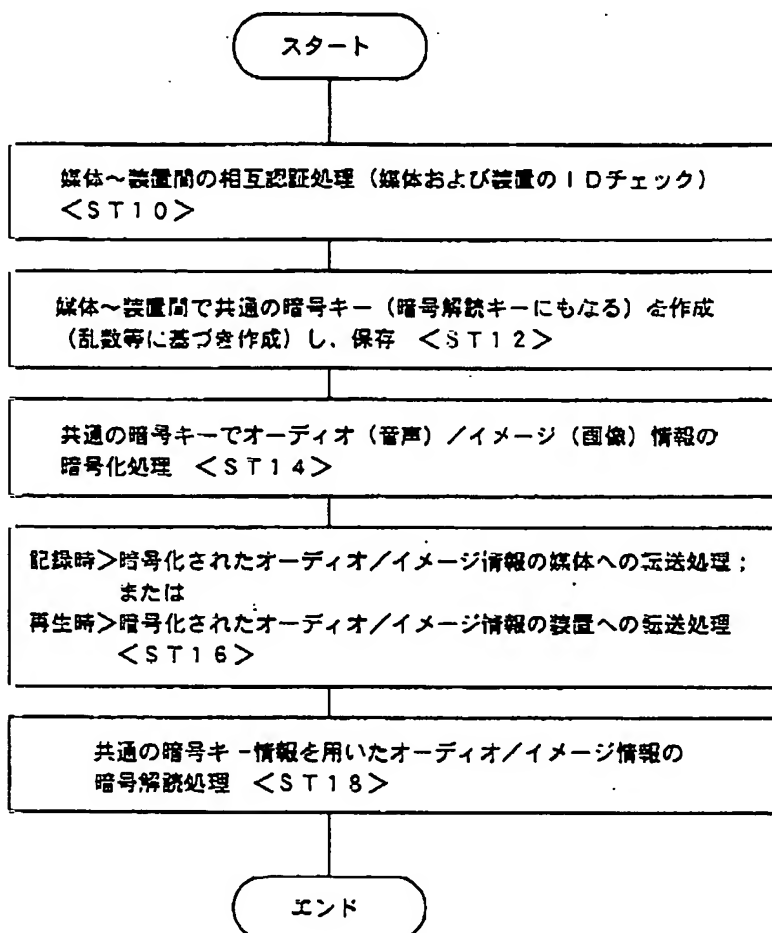 スタート
媒体~装置間の相互認証処理(媒体および装置のIDチェック)
<ST10>
媒体~装置間で共通の暗号キー(暗号解読キーにもなる)を作成
(乱数等に基づき作成)し、保存 <ST12>
共通の暗号キーでオーディオ(音声)/イメージ(画像)情報の
暗号化処理 <ST14>
記録時>暗号化されたオーディオ/イメージ情報の媒体への転送処理;
または
再生時>暗号化されたオーディオ/イメージ情報の装置への転送処理
<ST16>
共通の暗号キー情報を用いたオーディオ/イメージ情報の
暗号解読処理 <ST18>
エンド